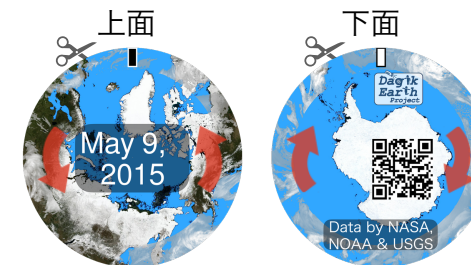 上面
下面
May 9,
2015
Dagik
Earth
Project
Data by NASA,
NOAA & USGS